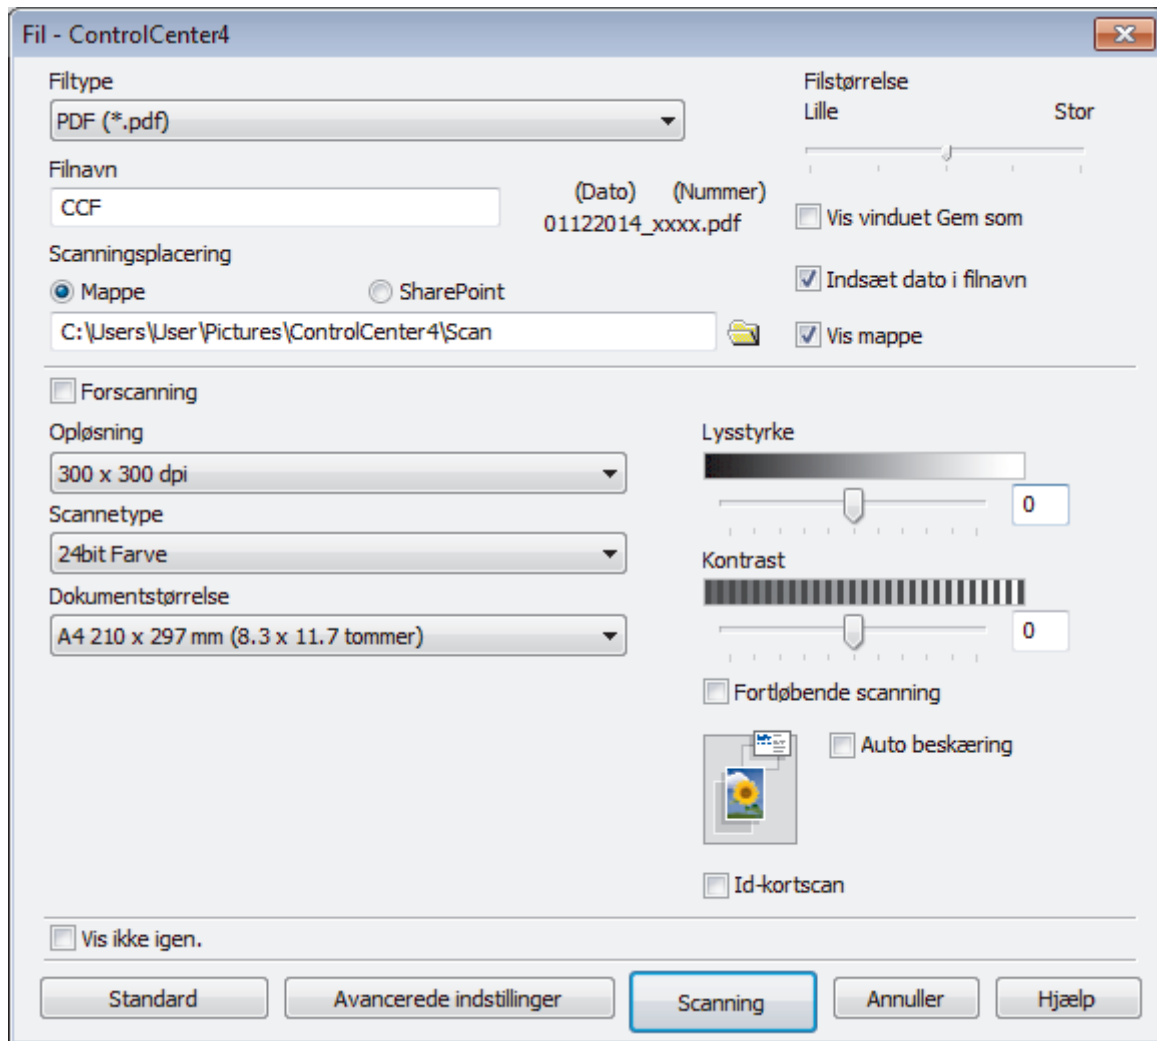 Fil - ControlCenter4
Filtype
PDF (*.pdf)
Filstørrelse
Lille Stor
Filnavn
CCF
(Dato) (Nummer)
01122014_xxxx.pdf
Vis vinduet Gem som
Scanningsplacering
Mappe SharePoint
Indsæt dato i filnavn
C:\Users\User\Pictures\ControlCenter4\Scan
Vis mappe
Forscanning
Opløsning
300 x 300 dpi
Scannetype
24bit Farve
Dokumentstørrelse
A4 210 x 297 mm (8.3 x 11.7 tommer)
Lysstyrke
0
Kontrast
0
Fortløbende scanning
Auto beskæring
Id-kortscan
Vis ikke igen.
Standard Avancerede indstillinger Scanning Annuller Hjælp